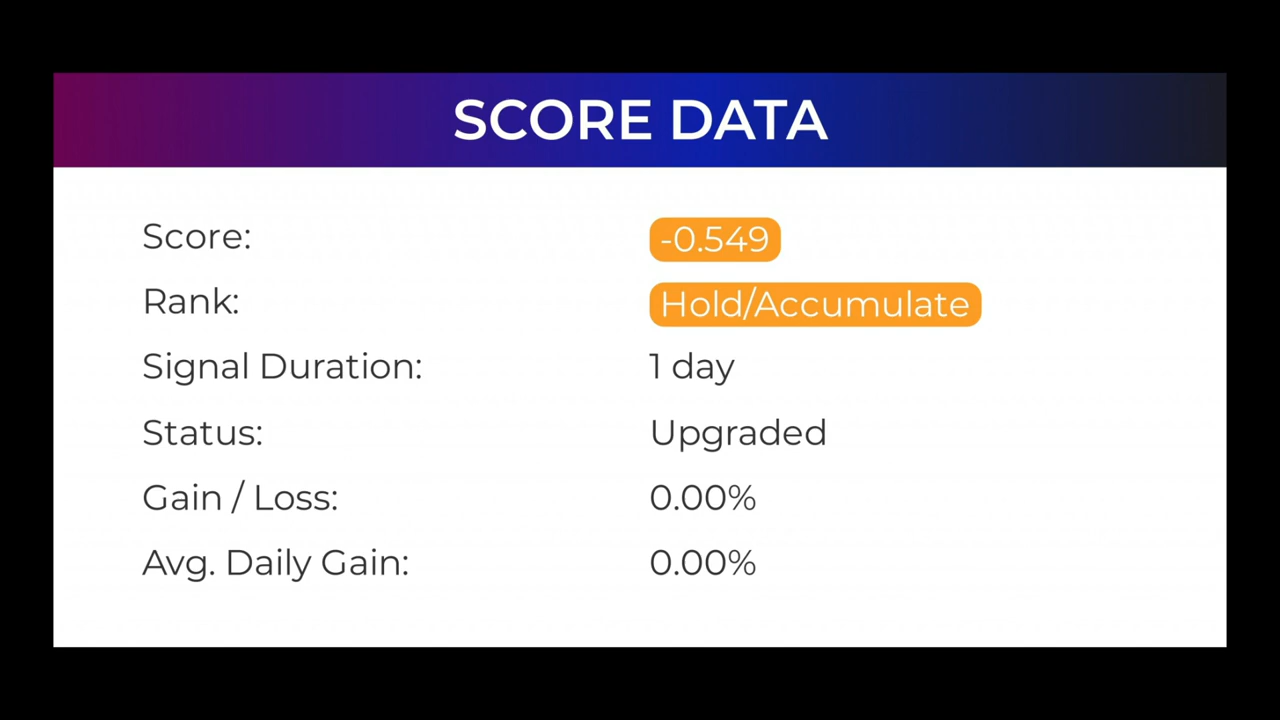 SCORE DATA
Score: -0.549
Rank: Hold/Accumulate
Signal Duration: 1 day
Status: Upgraded
Gain / Loss: 0.00%
Avg. Daily Gain: 0.00%